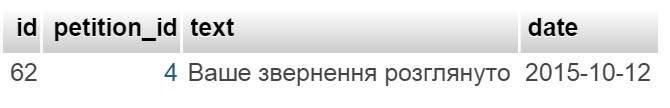 id petition_id text date
62 4 Ваше звернення розглянуто 2015-10-12